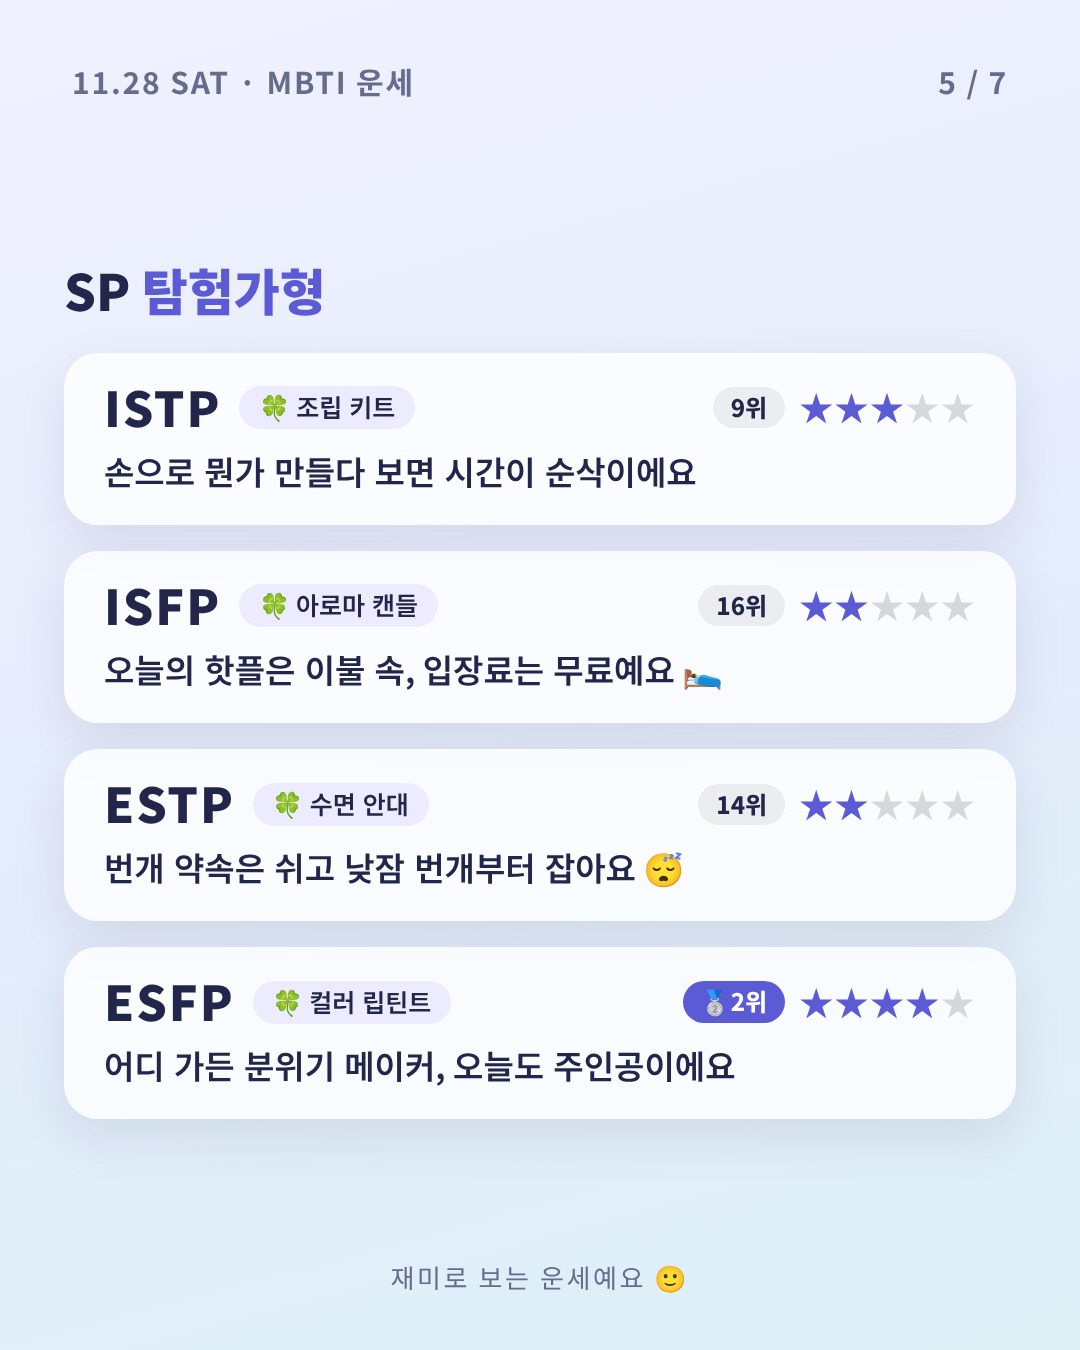 11.28 SAT · MBTI 운세
5 / 7
SP 탐험가형
ISTP 🍀 조립 키트 9위 ★★★★★
손으로 뭔가 만들다 보면 시간이 순삭이에요
ISFP 🍀 아로마 캔들 16위 ★★★★★
오늘의 핫플은 이불 속, 입장료는 무료예요 🛌
ESTP 🍀 수면 안대 14위 ★★★★★
번개 약속은 쉬고 낮잠 번개부터 잡아요 😴
ESFP 🍀 컬러 립틴트 🥈 2위 ★★★★★
어디 가든 분위기 메이커, 오늘도 주인공이에요
재미로 보는 운세예요 🙂